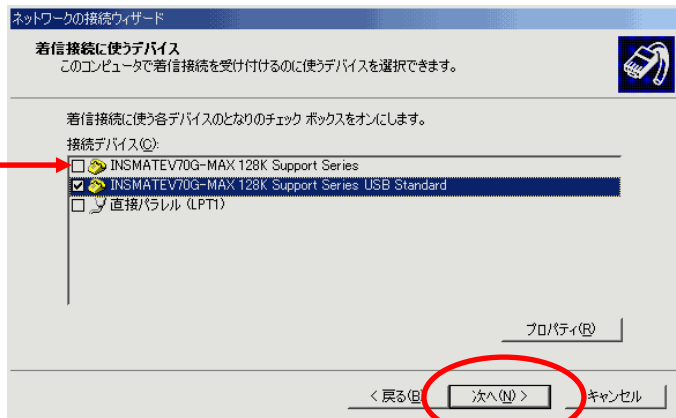 ネットワークの接続ウィザード
着信接続に使うデバイス
このコンピュータで着信接続を受け付けるのに使うデバイスを選択できます。
着信接続に使う各デバイスのとなりのチェック ボックスをオンにします。
接続デバイス(C):
INSMATEV70G-MAX 128K Support Series
INSMATEV70G-MAX 128K Support Series USB Standard
直接パラレル (LPT1)
プロパティ(R)
< 戻る(B) 次へ(N) > キャンセル